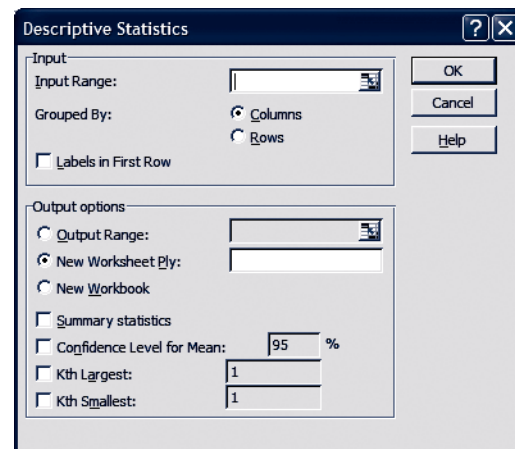 Descriptive Statistics
Input
Input Range:
Grouped By:
Columns
Rows
Labels in First Row
OK
Cancel
Help
Output options
Output Range:
New Worksheet Ply:
New Workbook
Summary statistics
Confidence Level for Mean: 95 %
Kth Largest: 1
Kth Smallest: 1